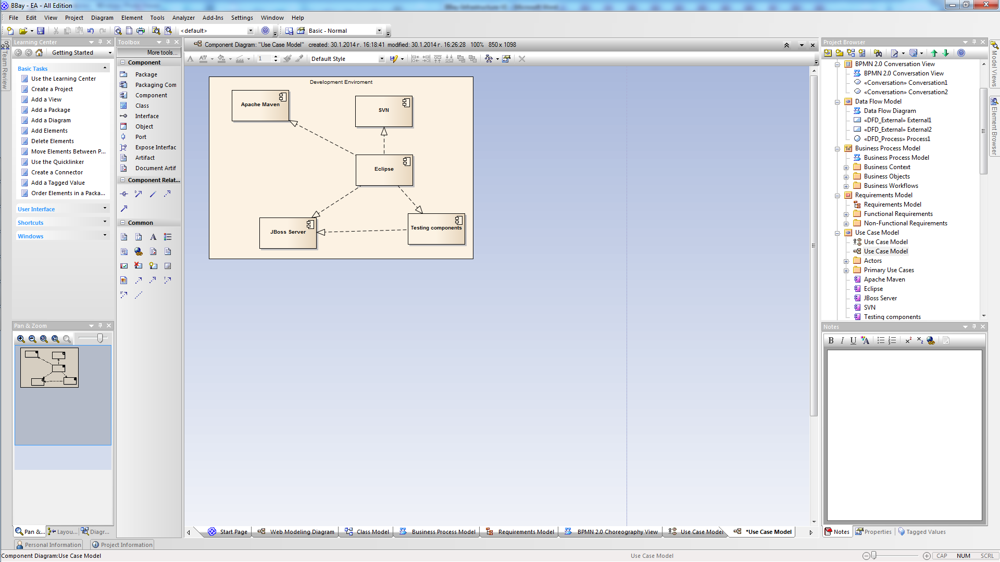 BBay - EA - All Edition
File Edit View Project Diagram Element Tools Analyzer Add-Ins Settings Window Help
<default>
Basic - Normal
Team Review
Learning Center
Getting Started
Basic Tasks
Use the Learning Center
Create a Project
Add a View
Add a Package
Add a Diagram
Add Elements
Delete Elements
Move Elements Between P...
Use the Quicklinker
Create a Connector
Add a Tagged Value
Order Elements in a Packa...
User Interface
Shortcuts
Windows
Pan & Zoom
Pan &... Layou... Diagr...
Toolbox
More tools...
Component
Package
Packaging Com
Component
Class
Interface
Object
Port
Expose Interfac
Artifact
Document Artif
Component Relat...
Common
Component Diagram: "Use Case Model" created: 30.1.2014 г. 16:18:41 modified: 30.1.2014 г. 16:26:28 100% 850 x 1098
1
Default Style
Development Enviroment
Apache Maven
SVN
Eclipse
JBoss Server
Testing components
Start Page Web Modeling Diagram Class Model Business Process Model Requirements Model BPMN 2.0 Choreography View Use Case Model *Use Case Model
Project Browser
BPMN 2.0 Conversation View
BPMN 2.0 Conversation View
«Conversation» Conversation1
«Conversation» Conversation2
Data Flow Model
Data Flow Diagram
«DFD_External» External1
«DFD_External» External2
«DFD_Process» Process1
Business Process Model
Business Process Model
Business Context
Business Objects
Business Workflows
Requirements Model
Requirements Model
Functional Requirements
Non-Functional Requirements
Use Case Model
Use Case Model
Use Case Model
Actors
Primary Use Cases
Apache Maven
Eclipse
JBoss Server
SVN
Testing components
Notes
B I U A x² x₂
Notes Properties Tagged Values
Model Views
Element Browser
Personal Information Project Information
Component Diagram:Use Case Model
Use Case Model
CAP NUM SCRL